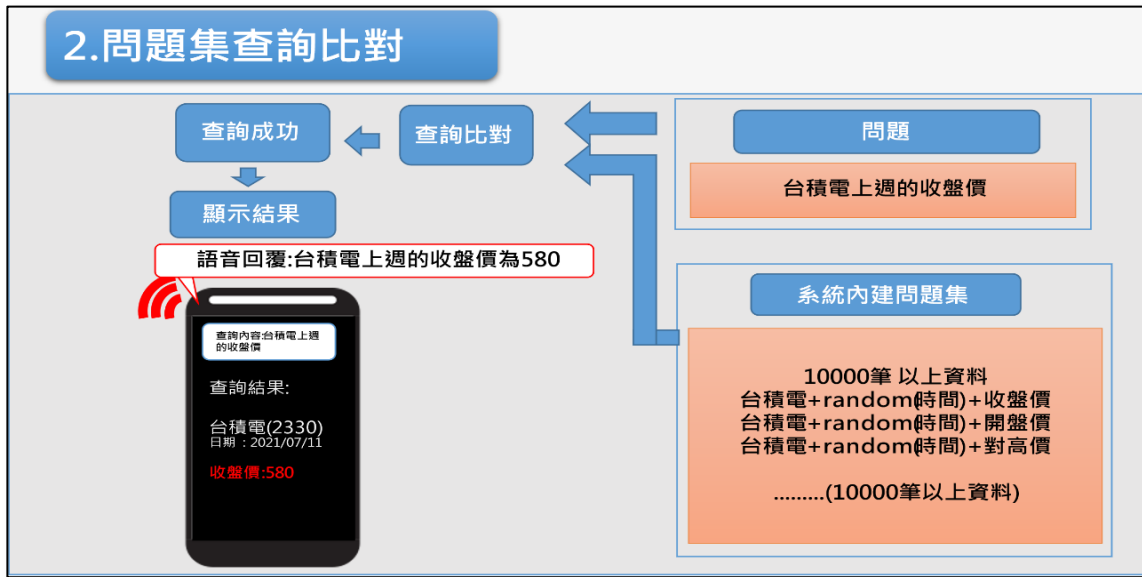 2.問題集查詢比對
查詢成功
查詢比對
問題
台積電上週的收盤價
顯示結果
語音回覆:台積電上週的收盤價為580
查詢內容:台積電上週
的收盤價
查詢結果:
台積電(2330)
日期：2021/07/11
收盤價:580
系統內建問題集
10000筆 以上資料
台積電+random(時間)+收盤價
台積電+random(時間)+開盤價
台積電+random(時間)+對高價
.........(10000筆以上資料)